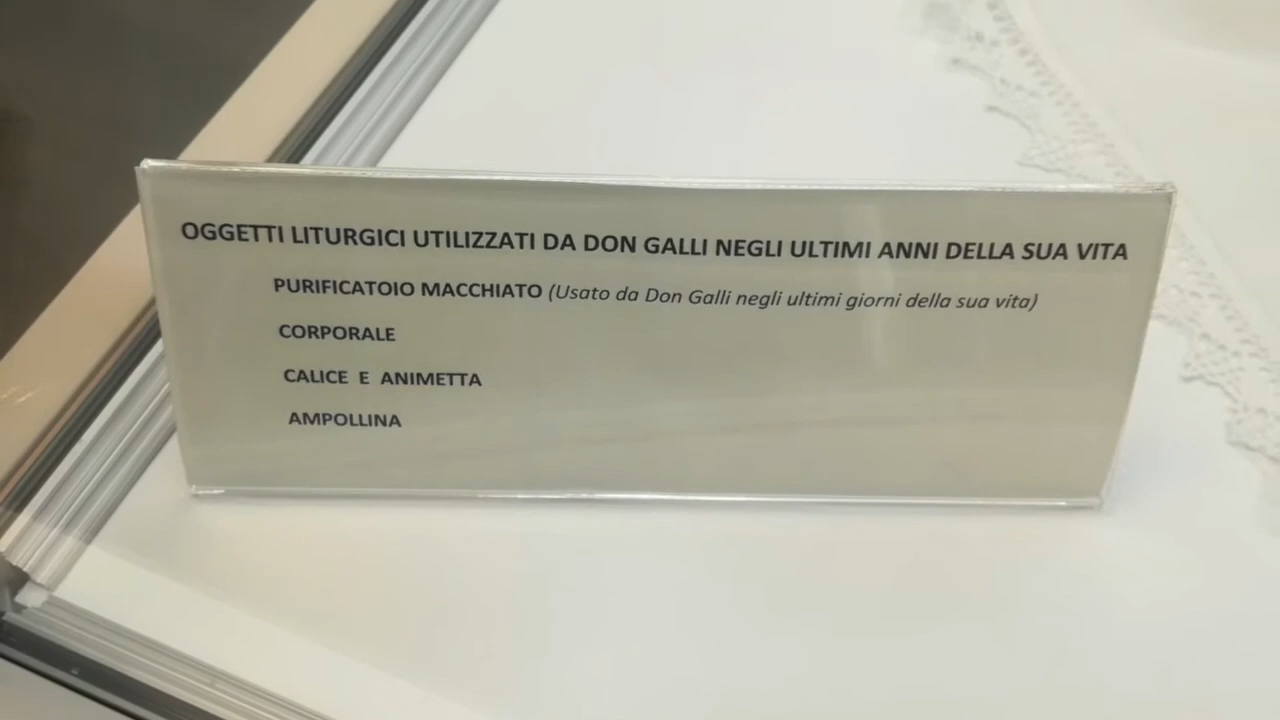 OGGETTI LITURGICI UTILIZZATI DA DON GALLI NEGLI ULTIMI ANNI DELLA SUA VITA
PURIFICATOIO MACCHIATO (Usato da Don Galli negli ultimi giorni della sua vita)
CORPORALE
CALICE E ANIMETTA
AMPOLLINA